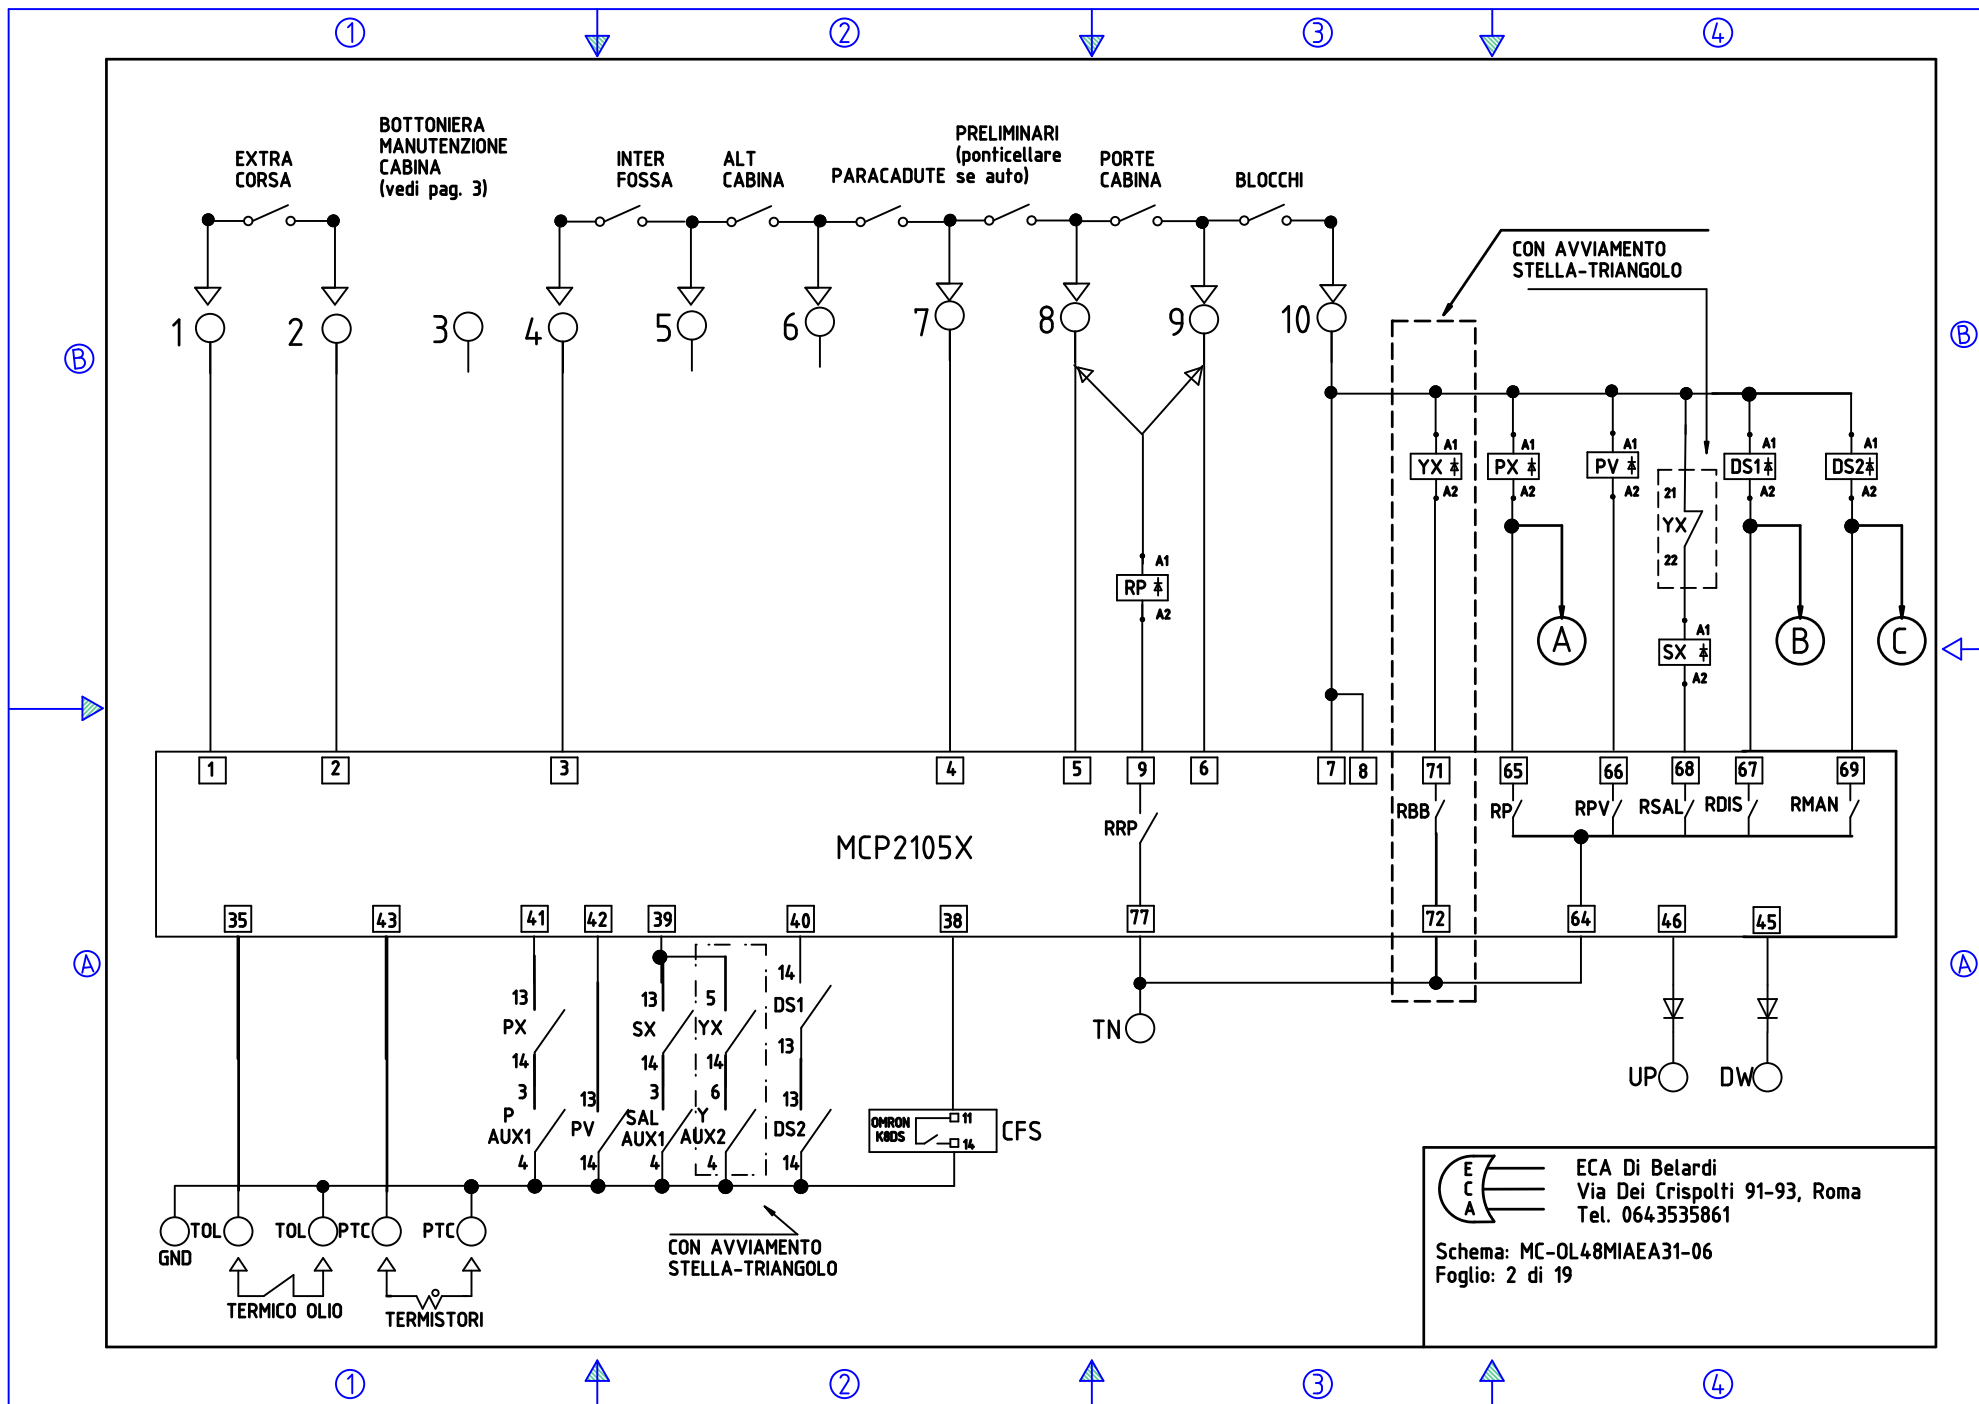 1
2
3
4
EXTRA
CORSA
BOTTONIERA
MANUTENZIONE
CABINA
(vedi pag. 3)
INTER
FOSSA
ALT
CABINA
PARACADUTE
PRELIMINARI
(ponticellare
se auto)
PORTE
CABINA
BLOCCHI
CON AVVIAMENTO
STELLA-TRIANGOLO
1
2
3
4
5
6
7
8
9
10
B
B
A1
YX
A2
A1
PX
A2
A1
PV
A2
21
YX
22
A1
SX
A2
A1
DS1
A2
A1
DS2
A2
A1
RP
A2
A
B
C
1
2
3
4
5
9
6
7
8
71
65
66
68
67
69
RRP
RBB
RP
RPV
RSAL
RDIS
RMAN
MCP2105X
35
43
41
42
39
40
38
77
72
64
46
45
A
A
13
PX
14
3
P
AUX1
4
13
PV
14
13
SX
14
3
SAL
AUX1
4
5
YX
14
6
Y
AUX2
4
14
DS1
13
13
DS2
14
OMRON
K8DS
11
14
CFS
TN
UP
DW
GND
TOL
TOL
PTC
PTC
TERMICO OLIO
TERMISTORI
CON AVVIAMENTO
STELLA-TRIANGOLO
E
C
A
ECA Di Belardi
Via Dei Crispolti 91-93, Roma
Tel. 0643535861
Schema: MC-OL48MIAEA31-06
Foglio: 2 di 19
1
2
3
4